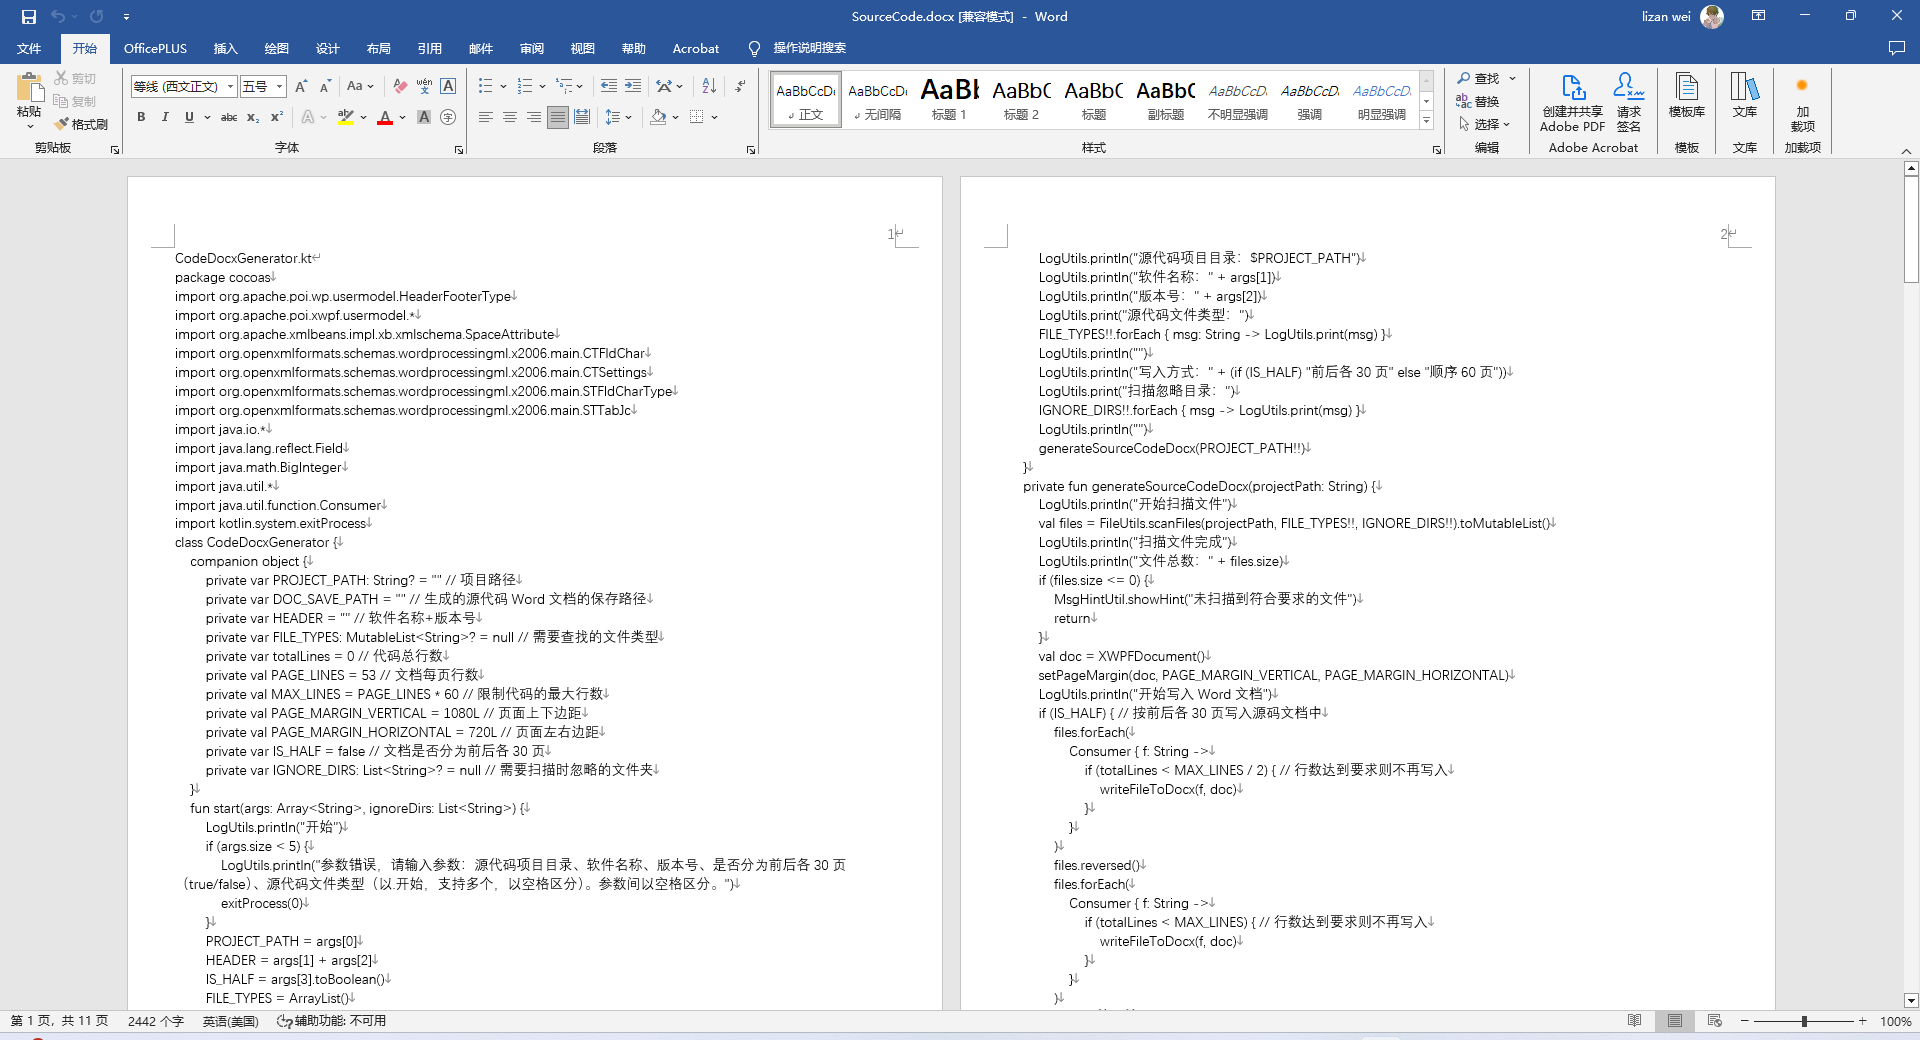 SourceCode.docx [兼容模式] - Word
lizan wei
文件 开始 OfficePLUS 插入 绘图 设计 布局 引用 邮件 审阅 视图 帮助 Acrobat 操作说明搜索
粘贴
剪切
复制
格式刷
剪贴板
等线 (西文正文) 五号
字体
段落
AaBbCcDı AaBbCcDı AaBb AaBbC AaBbC AaBbC AaBbCcDı AaBbCcDı AaBbCcDı
正文 无间隔 标题 1 标题 2 标题 副标题 不明显强调 强调 明显强调
样式
查找
替换
选择
编辑
创建并共享 Adobe PDF
请求签名
Adobe Acrobat
模板库
模板
文库
文库
加载项
加载项
1
CodeDocxGenerator.kt
package cocoas
import org.apache.poi.wp.usermodel.HeaderFooterType
import org.apache.poi.xwpf.usermodel.*
import org.apache.xmlbeans.impl.xb.xmlschema.SpaceAttribute
import org.openxmlformats.schemas.wordprocessingml.x2006.main.CTFldChar
import org.openxmlformats.schemas.wordprocessingml.x2006.main.CTSettings
import org.openxmlformats.schemas.wordprocessingml.x2006.main.STFldCharType
import org.openxmlformats.schemas.wordprocessingml.x2006.main.STTabJc
import java.io.*
import java.lang.reflect.Field
import java.math.BigInteger
import java.util.*
import java.util.function.Consumer
import kotlin.system.exitProcess
class CodeDocxGenerator {
companion object {
private var PROJECT_PATH: String? = "" // 项目路径
private var DOC_SAVE_PATH = "" // 生成的源代码 Word 文档的保存路径
private var HEADER = "" // 软件名称+版本号
private var FILE_TYPES: MutableList<String>? = null // 需要查找的文件类型
private var totalLines = 0 // 代码总行数
private val PAGE_LINES = 53 // 文档每页行数
private val MAX_LINES = PAGE_LINES * 60 // 限制代码的最大行数
private val PAGE_MARGIN_VERTICAL = 1080L // 页面上下边距
private val PAGE_MARGIN_HORIZONTAL = 720L // 页面左右边距
private var IS_HALF = false // 文档是否分为前后各 30 页
private var IGNORE_DIRS: List<String>? = null // 需要扫描时忽略的文件夹
}
fun start(args: Array<String>, ignoreDirs: List<String>) {
LogUtils.println("开始")
if (args.size < 5) {
LogUtils.println("参数错误，请输入参数：源代码项目目录、软件名称、版本号、是否分为前后各 30 页
（true/false）、源代码文件类型（以.开始，支持多个，以空格区分）。参数间以空格区分。")
exitProcess(0)
}
PROJECT_PATH = args[0]
HEADER = args[1] + args[2]
IS_HALF = args[3].toBoolean()
FILE_TYPES = ArrayList()
2
LogUtils.println("源代码项目目录：$PROJECT_PATH")
LogUtils.println("软件名称：" + args[1])
LogUtils.println("版本号：" + args[2])
LogUtils.print("源代码文件类型：")
FILE_TYPES!!.forEach { msg: String -> LogUtils.print(msg) }
LogUtils.println("")
LogUtils.println("写入方式：" + (if (IS_HALF) "前后各 30 页" else "顺序 60 页"))
LogUtils.print("扫描忽略目录：")
IGNORE_DIRS!!.forEach { msg -> LogUtils.print(msg) }
LogUtils.println("")
generateSourceCodeDocx(PROJECT_PATH!!)
}
private fun generateSourceCodeDocx(projectPath: String) {
LogUtils.println("开始扫描文件")
val files = FileUtils.scanFiles(projectPath, FILE_TYPES!!, IGNORE_DIRS!!).toMutableList()
LogUtils.println("扫描文件完成")
LogUtils.println("文件总数：" + files.size)
if (files.size <= 0) {
MsgHintUtil.showHint("未扫描到符合要求的文件")
return
}
val doc = XWPFDocument()
setPageMargin(doc, PAGE_MARGIN_VERTICAL, PAGE_MARGIN_HORIZONTAL)
LogUtils.println("开始写入 Word 文档")
if (IS_HALF) { // 按前后各 30 页写入源码文档中
files.forEach(
Consumer { f: String ->
if (totalLines < MAX_LINES / 2) { // 行数达到要求则不再写入
writeFileToDocx(f, doc)
}
}
)
files.reversed()
files.forEach(
Consumer { f: String ->
if (totalLines < MAX_LINES) { // 行数达到要求则不再写入
writeFileToDocx(f, doc)
}
}
)
第 1 页，共 11 页 2442 个字 英语(美国) 辅助功能: 不可用
100%